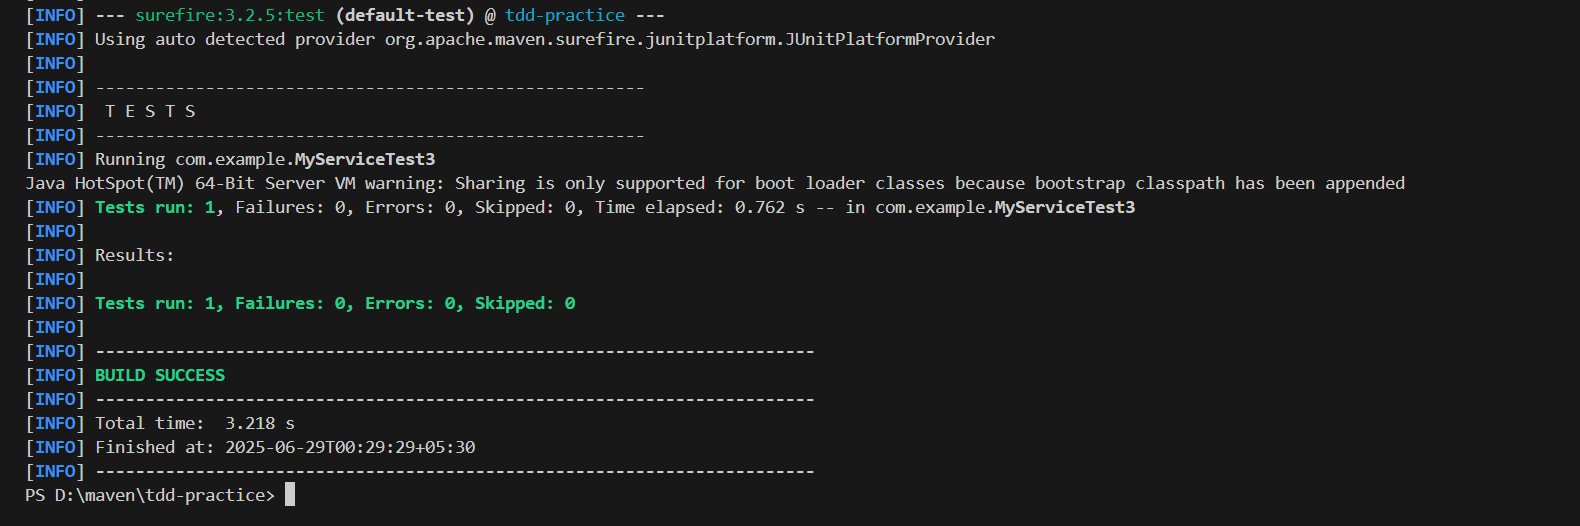 [INFO] --- surefire:3.2.5:test (default-test) @ tdd-practice ---
[INFO] Using auto detected provider org.apache.maven.surefire.junitplatform.JUnitPlatformProvider
[INFO]
[INFO] -------------------------------------------------------
[INFO]  T E S T S
[INFO] -------------------------------------------------------
[INFO] Running com.example.MyServiceTest3
Java HotSpot(TM) 64-Bit Server VM warning: Sharing is only supported for boot loader classes because bootstrap classpath has been appended
[INFO] Tests run: 1, Failures: 0, Errors: 0, Skipped: 0, Time elapsed: 0.762 s -- in com.example.MyServiceTest3
[INFO]
[INFO] Results:
[INFO]
[INFO] Tests run: 1, Failures: 0, Errors: 0, Skipped: 0
[INFO]
[INFO] ------------------------------------------------------------------------
[INFO] BUILD SUCCESS
[INFO] ------------------------------------------------------------------------
[INFO] Total time:  3.218 s
[INFO] Finished at: 2025-06-29T00:29:29+05:30
[INFO] ------------------------------------------------------------------------
PS D:\maven\tdd-practice>